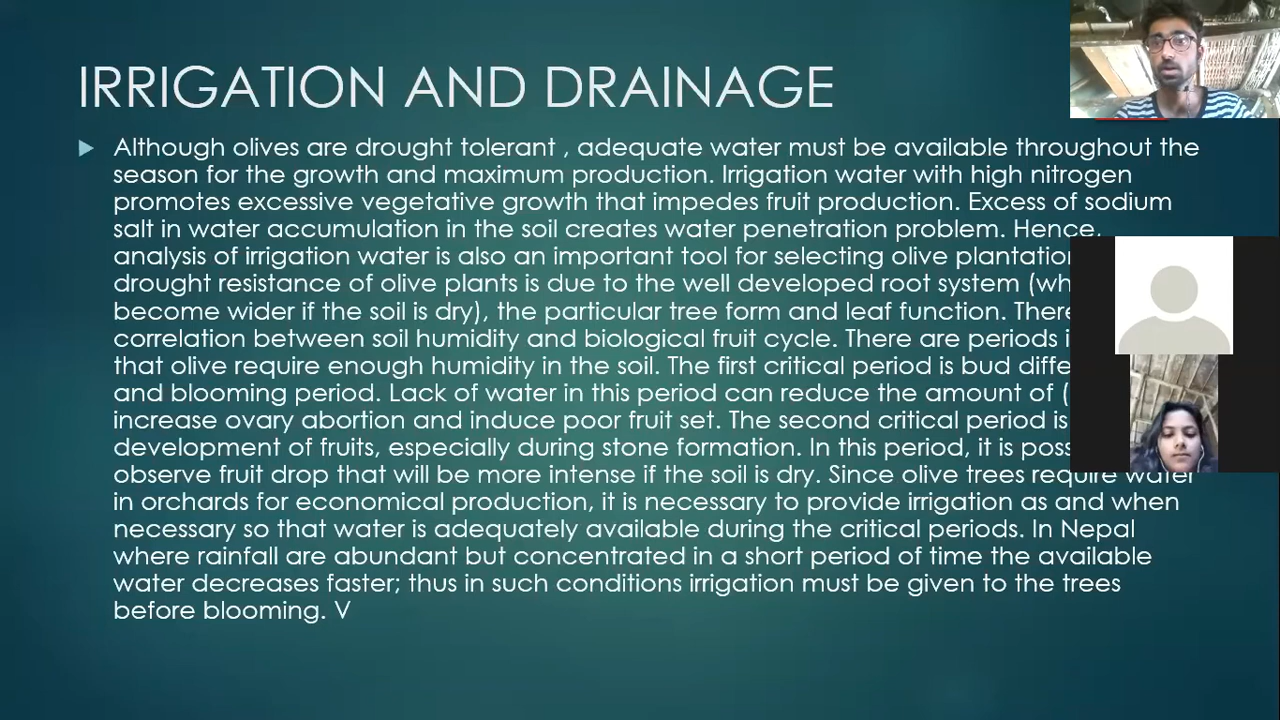 IRRIGATION AND DRAINAGE
Although olives are drought tolerant , adequate water must be available throughout the
season for the growth and maximum production. Irrigation water with high nitrogen
promotes excessive vegetative growth that impedes fruit production. Excess of sodium
salt in water accumulation in the soil creates water penetration problem. Hence,
analysis of irrigation water is also an important tool for selecting olive plantation
drought resistance of olive plants is due to the well developed root system (
become wider if the soil is dry), the particular tree form and leaf function.
correlation between soil humidity and biological fruit cycle. There are periods
that olive require enough humidity in the soil. The first critical period is bud
and blooming period. Lack of water in this period can reduce the amount of (
increase ovary abortion and induce poor fruit set. The second critical period is
development of fruits, especially during stone formation. In this period, it is
observe fruit drop that will be more intense if the soil is dry. Since olive trees require water
in orchards for economical production, it is necessary to provide irrigation as and when
necessary so that water is adequately available during the critical periods. In Nepal
where rainfall are abundant but concentrated in a short period of time the available
water decreases faster; thus in such conditions irrigation must be given to the trees
before blooming. V